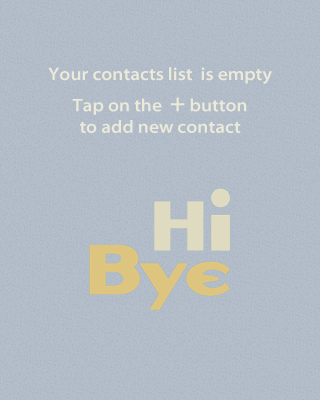 Your contacts list is empty
Tap on the + button
to add new contact
Hi
Bye